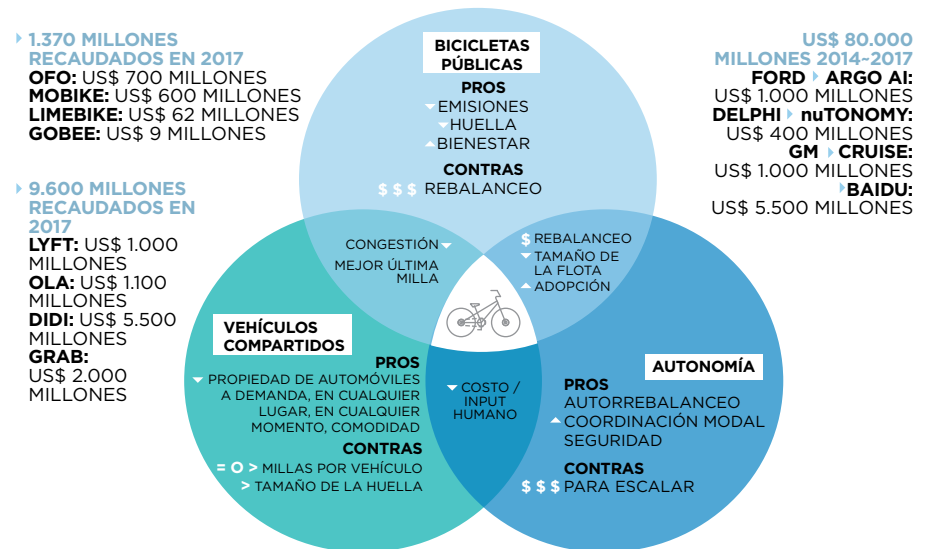 ▸ 1.370 MILLONES
RECAUDADOS EN 2017
OFO: US$ 700 MILLONES
MOBIKE: US$ 600 MILLONES
LIMEBIKE: US$ 62 MILLONES
GOBEE: US$ 9 MILLONES
▸ 9.600 MILLONES
RECAUDADOS EN
2017
LYFT: US$ 1.000
MILLONES
OLA: US$ 1.100
MILLONES
DIDI: US$ 5.500
MILLONES
GRAB:
US$ 2.000
MILLONES
BICICLETAS
PÚBLICAS
PROS
EMISIONES
HUELLA
BIENESTAR
CONTRAS
$ $ $ REBALANCEO
US$ 80.000
MILLONES 2014~2017
FORD ▸ ARGO AI:
US$ 1.000 MILLONES
DELPHI ▸ nuTONOMY:
US$ 400 MILLONES
GM ▸ CRUISE:
US$ 1.000 MILLONES
▸BAIDU:
US$ 5.500 MILLONES
CONGESTIÓN
MEJOR ÚLTIMA
MILLA
$ REBALANCEO
TAMAÑO DE
LA FLOTA
ADOPCIÓN
VEHÍCULOS
COMPARTIDOS
PROS
PROPIEDAD DE AUTOMÓVILES
A DEMANDA, EN CUALQUIER
LUGAR, EN CUALQUIER
MOMENTO, COMODIDAD
CONTRAS
= O > MILLAS POR VEHÍCULO
> TAMAÑO DE LA HUELLA
COSTO /
INPUT
HUMANO
AUTONOMÍA
PROS
AUTORREBALANCEO
COORDINACIÓN MODAL
SEGURIDAD
CONTRAS
$ $ $ PARA ESCALAR